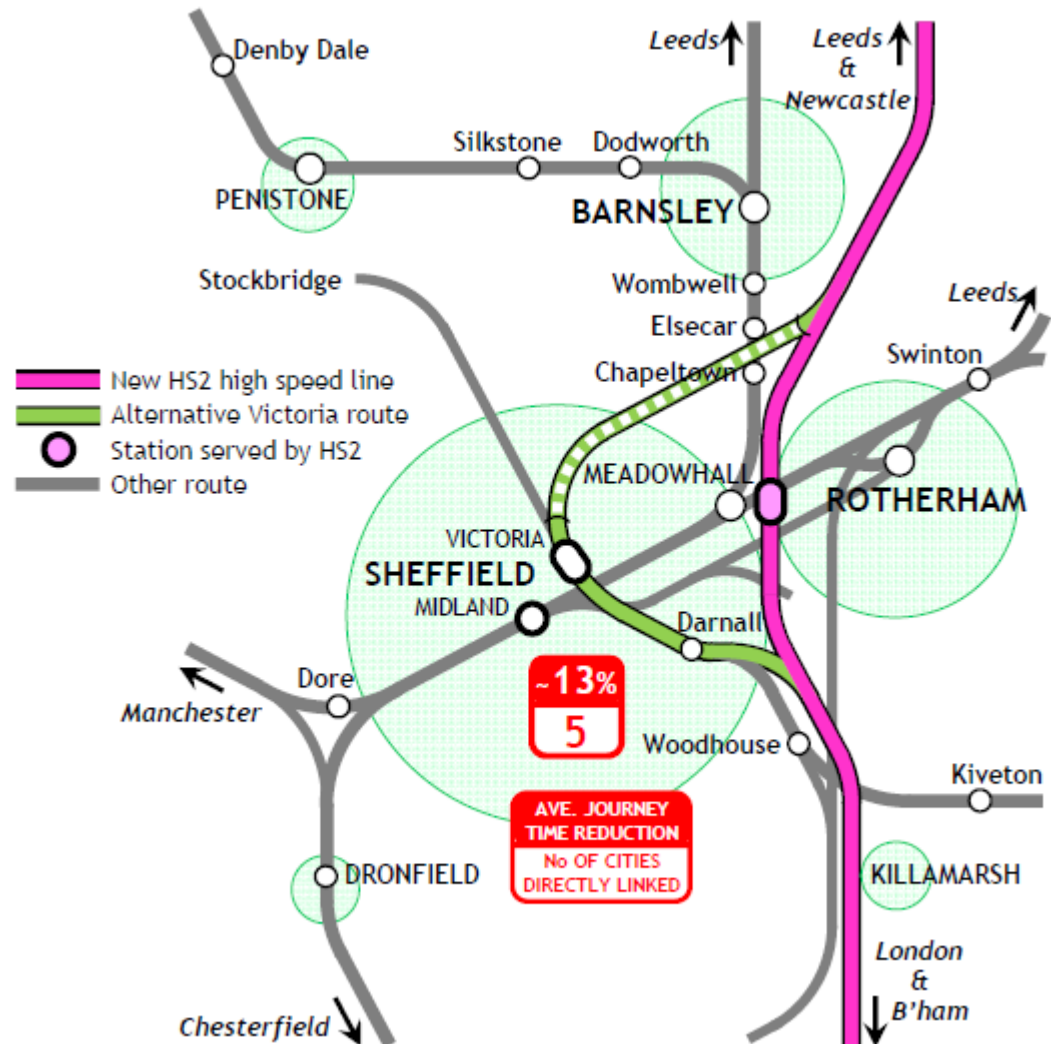 Denby Dale
Leeds
Leeds
&
Newcastle
Silkstone
Dodworth
PENISTONE
BARNSLEY
Stockbridge
Wombwell
Leeds
Elsecar
Swinton
Chapeltown
New HS2 high speed line
Alternative Victoria route
Station served by HS2
Other route
MEADOWHALL
ROTHERHAM
VICTORIA
SHEFFIELD
MIDLAND
Darnall
~13%
5
Dore
Manchester
Woodhouse
Kiveton
AVE. JOURNEY
TIME REDUCTION
No OF CITIES
DIRECTLY LINKED
DRONFIELD
KILLAMARSH
London
&
B'ham
Chesterfield